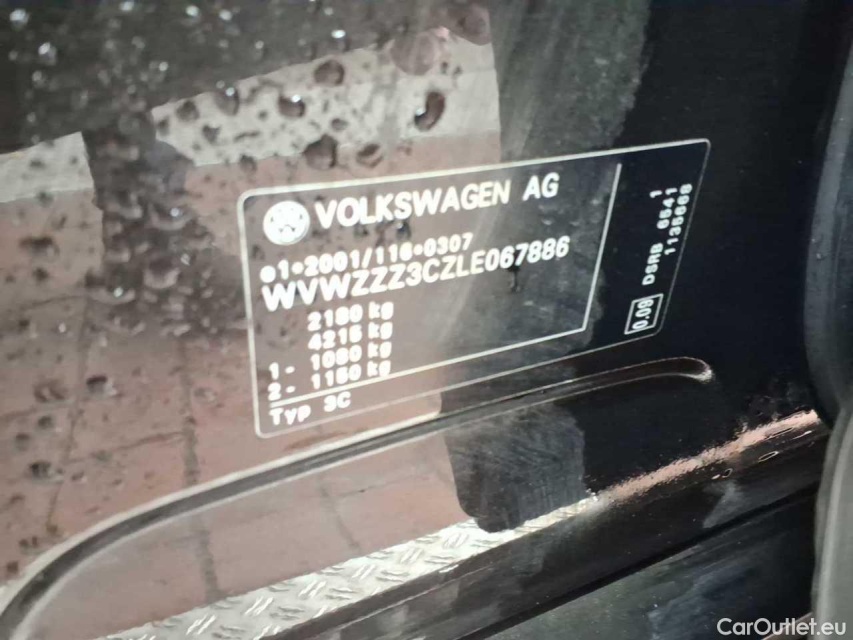 VOLKSWAGEN AG
e1*2001/116*0307
WVWZZZ3CZLE067886
2180 kg
4215 kg
1 - 1080 kg
2 - 1160 kg
Typ 3C
1
DSRB 6541
0.09
CarOutlet.eu